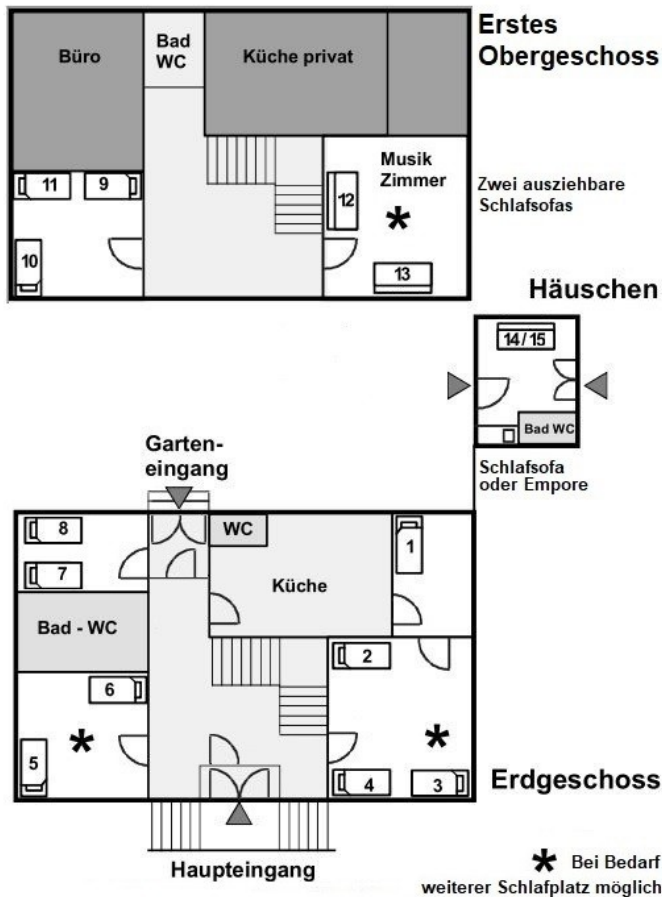 Erstes
Obergeschoss
Büro
Bad
WC
Küche privat
11
9
10
12
Musik
Zimmer
*
13
Zwei ausziehbare
Schlafsofas
Häuschen
14/15
Bad WC
Schlafsofa
oder Empore
Garten-
eingang
8
7
WC
Küche
1
Bad - WC
2
6
*
5
*
4
3
Erdgeschoss
Haupteingang
* Bei Bedarf
weiterer Schlafplatz möglich